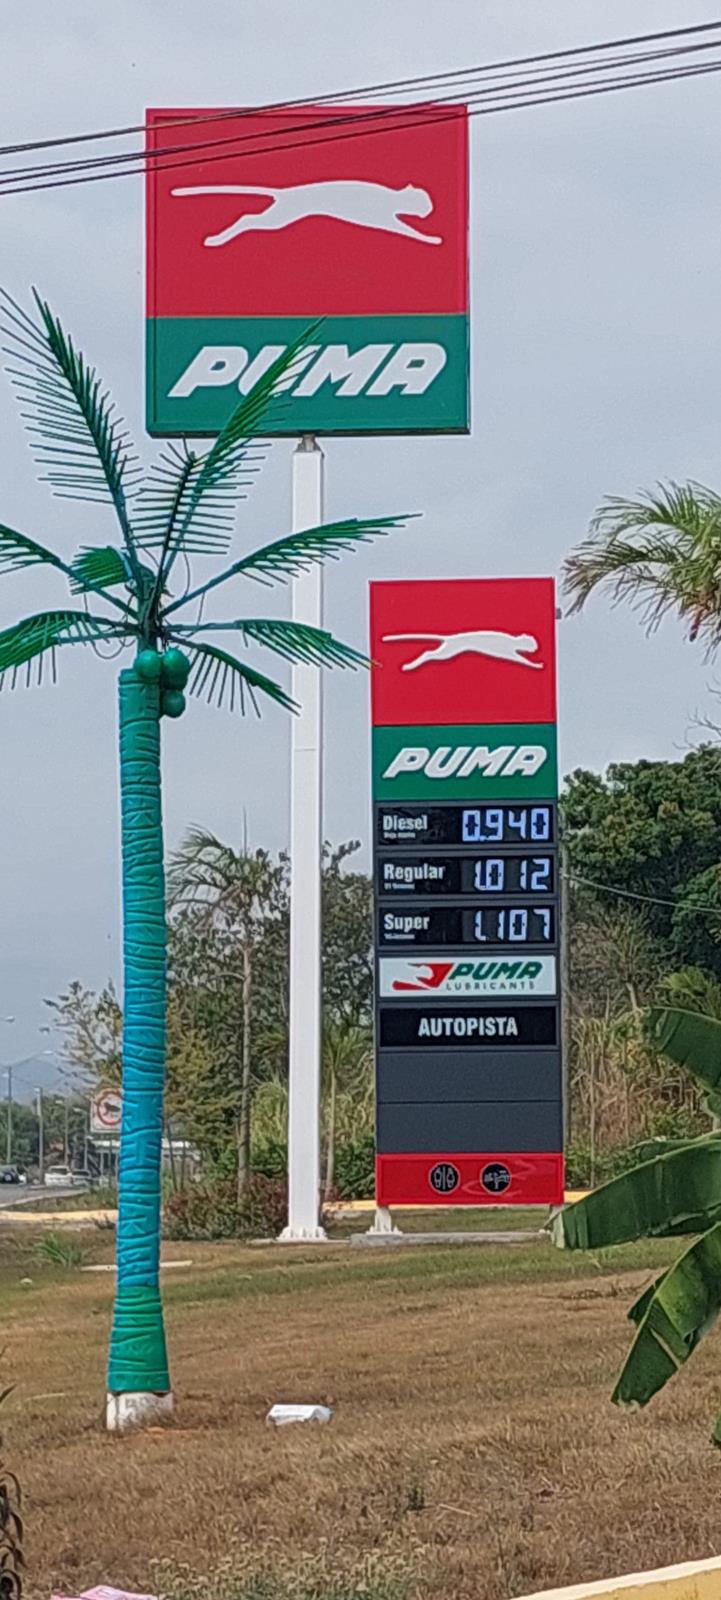 PUMA
PUMA
Diesel 0.940
Regular 1.012
Super 1.107
PUMA
LUBRICANTS
AUTOPISTA